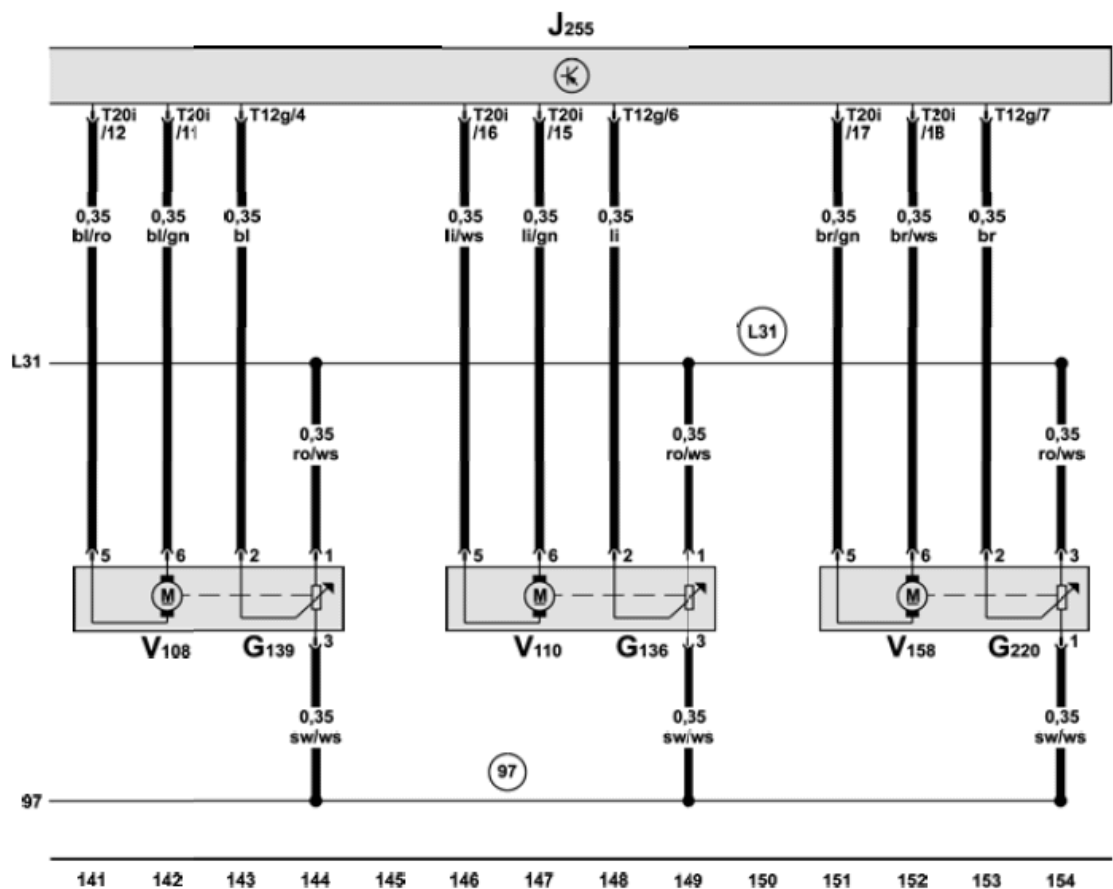 J255
T20i /12 T20i /11 T12g/4 T20i /16 T20i /15 T12g/6 T20i /17 T20i /18 T12g/7
0,35 0,35 0,35 0,35 0,35 0,35 0,35 0,35 0,35
bl/ro bl/gn bl li/ws li/gn li br/gn br/ws br
L31
L31
0,35 0,35 0,35
ro/ws ro/ws ro/ws
5 6 2 1 5 6 2 1 5 6 2 3
M M M
V108 G139 3 V110 G136 3 V158 G220 1
0,35 0,35 0,35
sw/ws sw/ws sw/ws
97
97
141 142 143 144 145 146 147 148 149 150 151 152 153 154